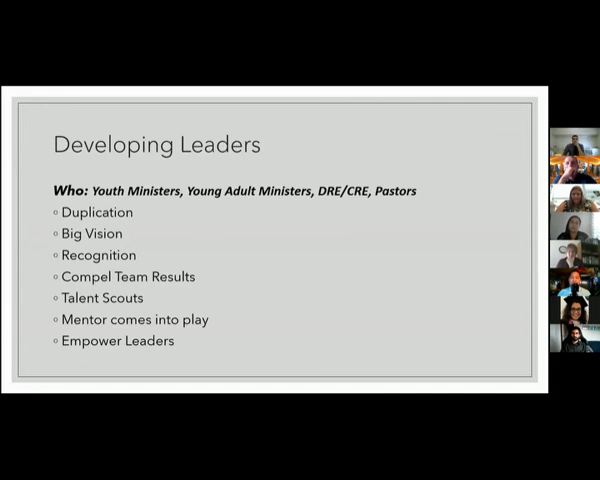 Developing Leaders
Who: Youth Ministers, Young Adult Ministers, DRE/CRE, Pastors
Duplication
Big Vision
Recognition
Compel Team Results
Talent Scouts
Mentor comes into play
Empower Leaders